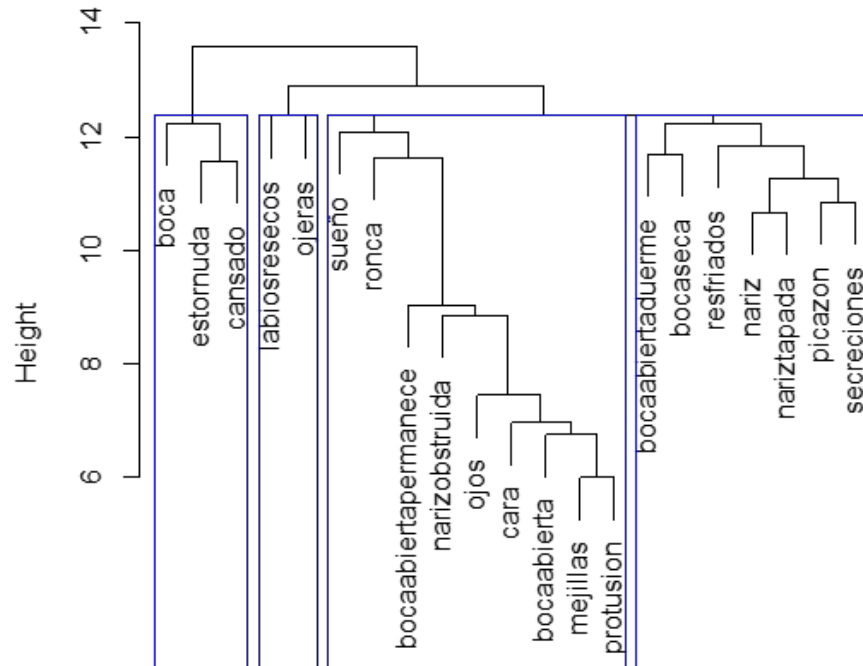 14
12
10
8
6
Height
boca
estornuda
cansado
labiosresecos
ojeras
sueño
ronca
bocaabiertapermanece
narizobstruida
ojos
cara
bocaabierta
mejillas
protusion
bocaabiertaduerme
bocaseca
resfriados
nariz
nariztapada
picazon
secreciones